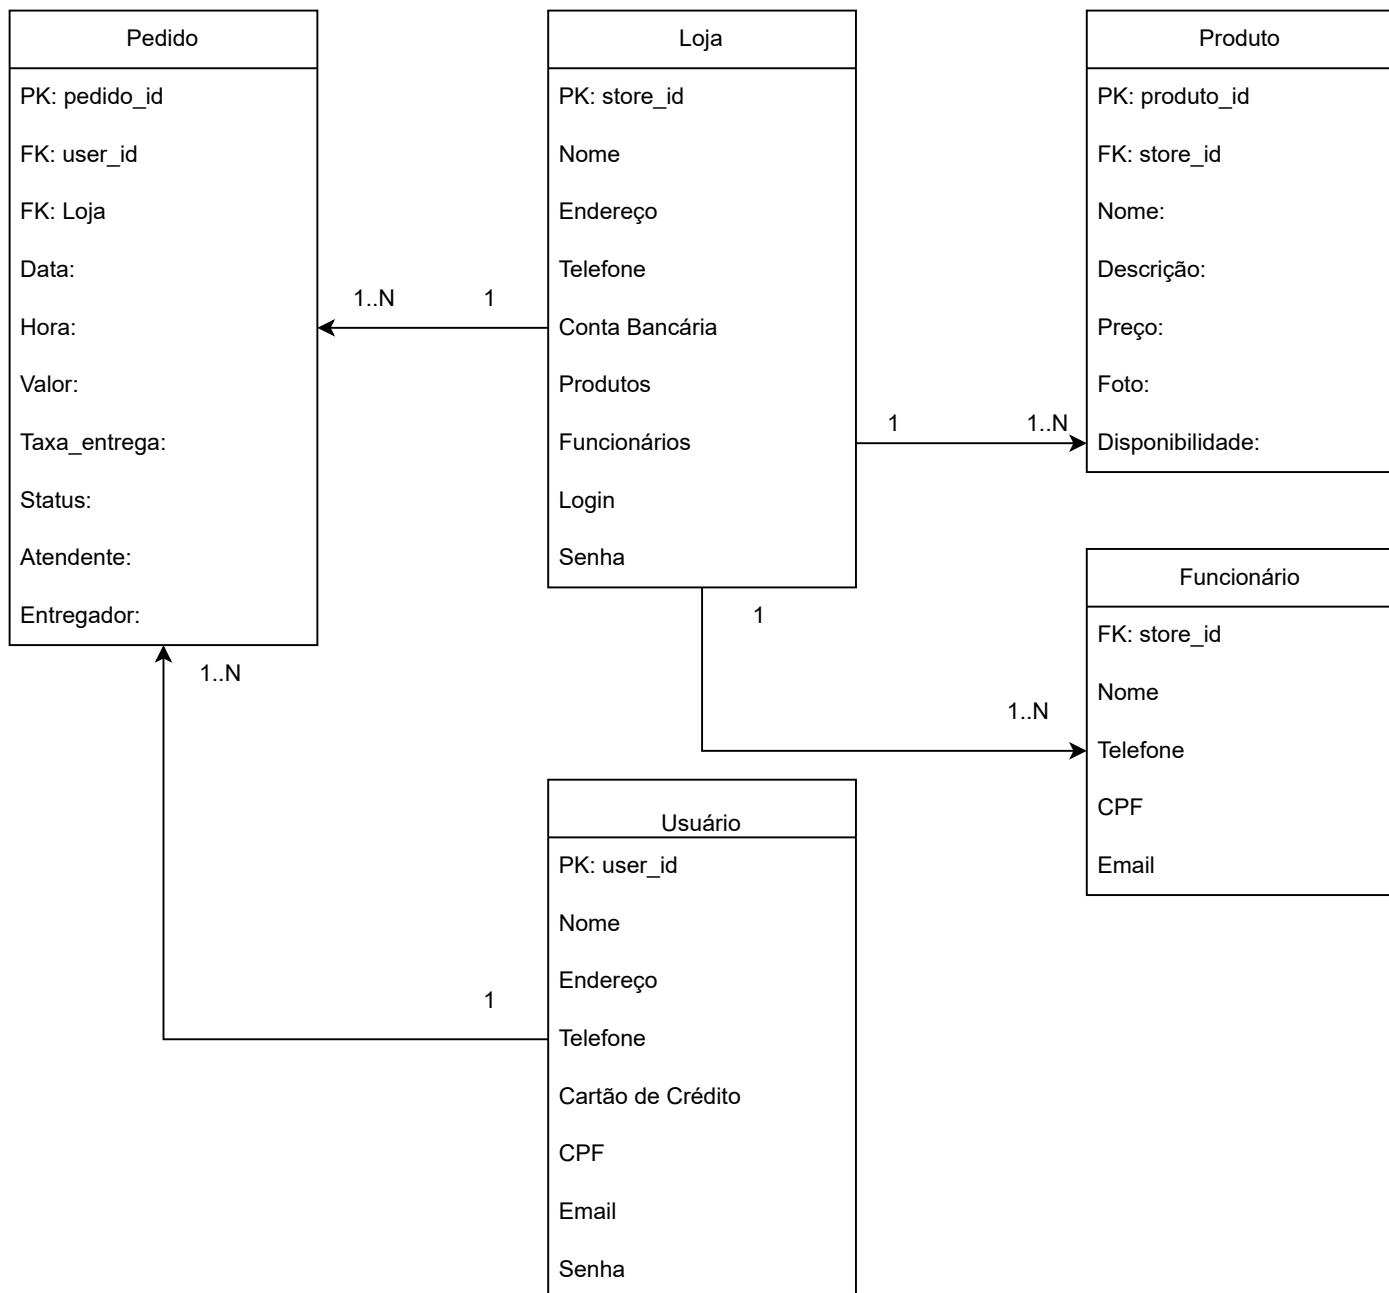 Pedido
PK: pedido_id
FK: user_id
FK: Loja
Data:
Hora:
Valor:
Taxa_entrega:
Status:
Atendente:
Entregador:
1..N
1
Loja
PK: store_id
Nome
Endereço
Telefone
Conta Bancária
Produtos
Funcionários
Login
Senha
1
1..N
Produto
PK: produto_id
FK: store_id
Nome:
Descrição:
Preço:
Foto:
Disponibilidade:
1
1..N
Funcionário
FK: store_id
Nome
Telefone
CPF
Email
1..N
1
Usuário
PK: user_id
Nome
Endereço
Telefone
Cartão de Crédito
CPF
Email
Senha